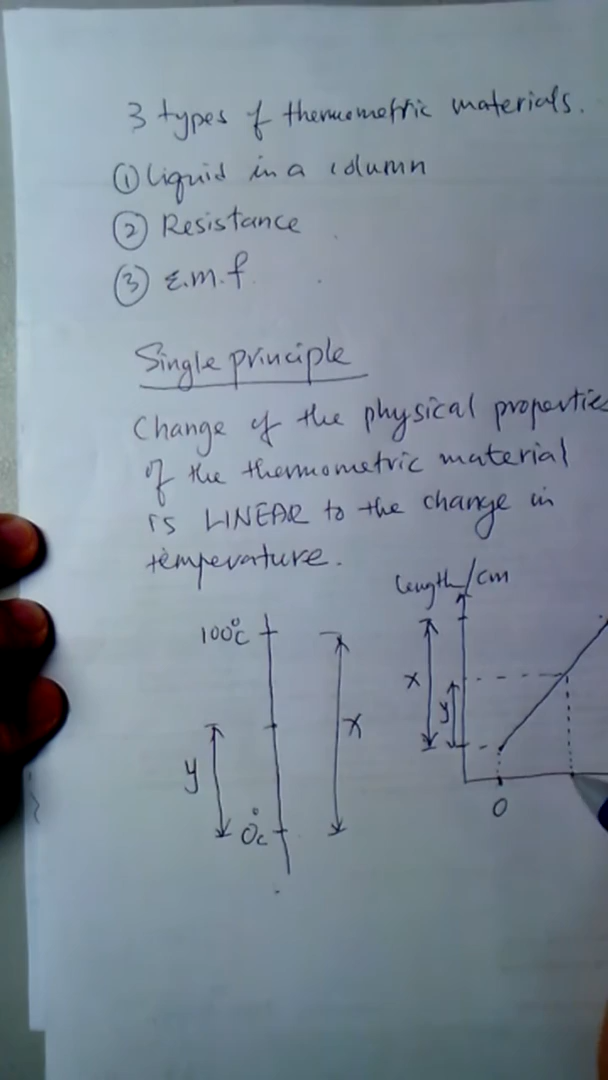 3 types of thermometric materials.
① Liquid in a column
② Resistance
③ E.m.f.
Single principle
Change of the physical properties
of the thermometric material
is LINEAR to the change in
temperature.
length/cm
100°C
x
y
0°C
x
y
0